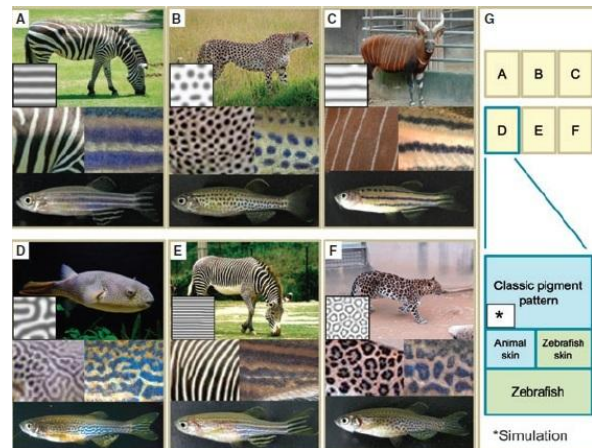 A
B
C
G
A B C
D E F
D
E
F
Classic pigment
pattern
*
Animal
skin
Zebrafish
skin
Zebrafish
*Simulation